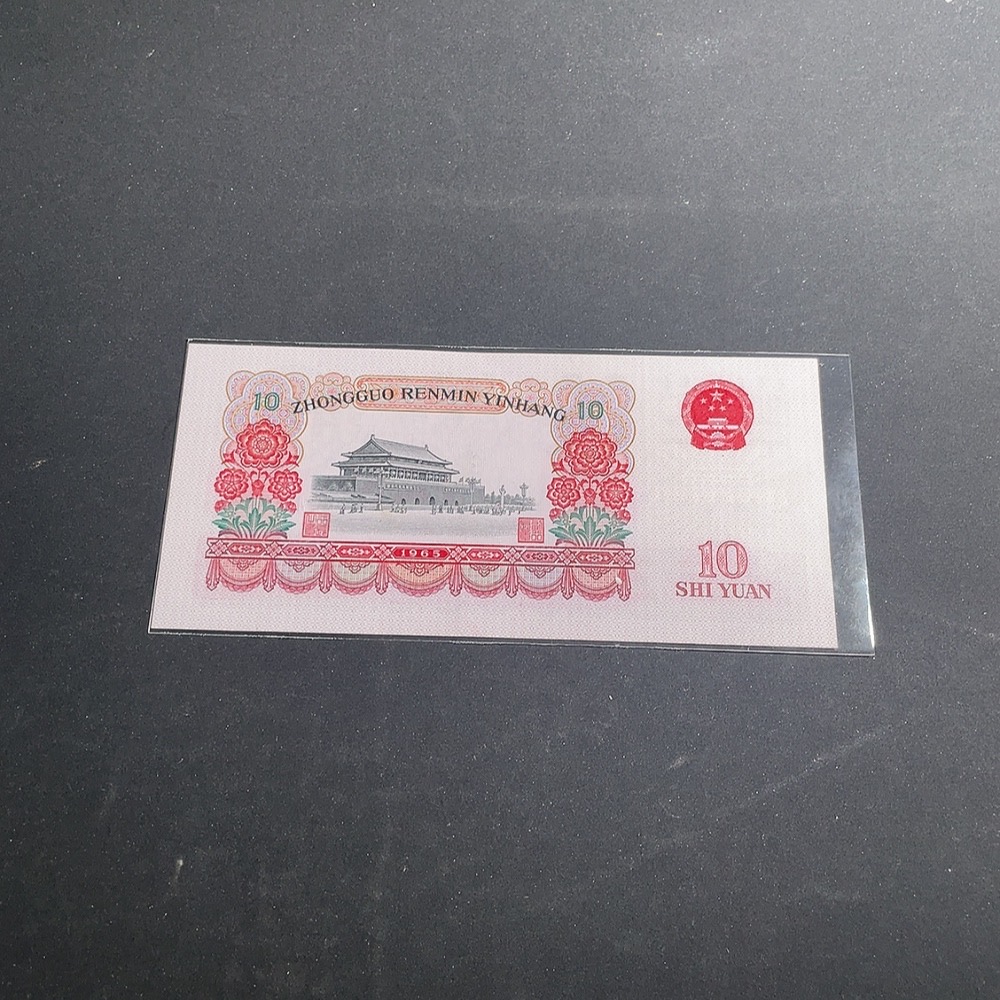 10 ZHONGGUO RENMIN YINHANG 10
1965
10
SHI YUAN